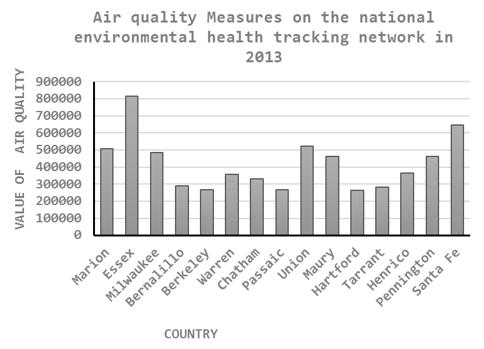 Air quality Measures on the national
environmental health tracking network in
2013
VALUE OF  AIR QUALITY
900000
800000
700000
600000
500000
400000
300000
200000
100000
0
Marion
Essex
Milwaukee
Bernalillo
Berkeley
Warren
Chatham
Passaic
Union
Maury
Hartford
Tarrant
Henrico
Pennington
Santa Fe
COUNTRY